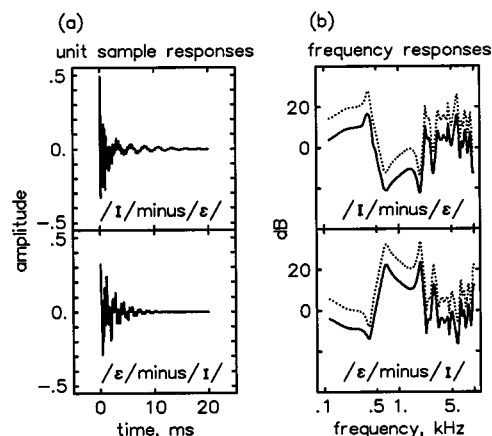 (a)
unit sample responses
(b)
frequency responses
.5
0.
-.5
/ɪ/minus/ɛ/
amplitude
.5
0.
-.5
/ɛ/minus/ɪ/
0 10 20
time, ms
20
0
/ɪ/minus/ɛ/
dB
20
0
/ɛ/minus/ɪ/
.1 .5 1. 5.
frequency, kHz